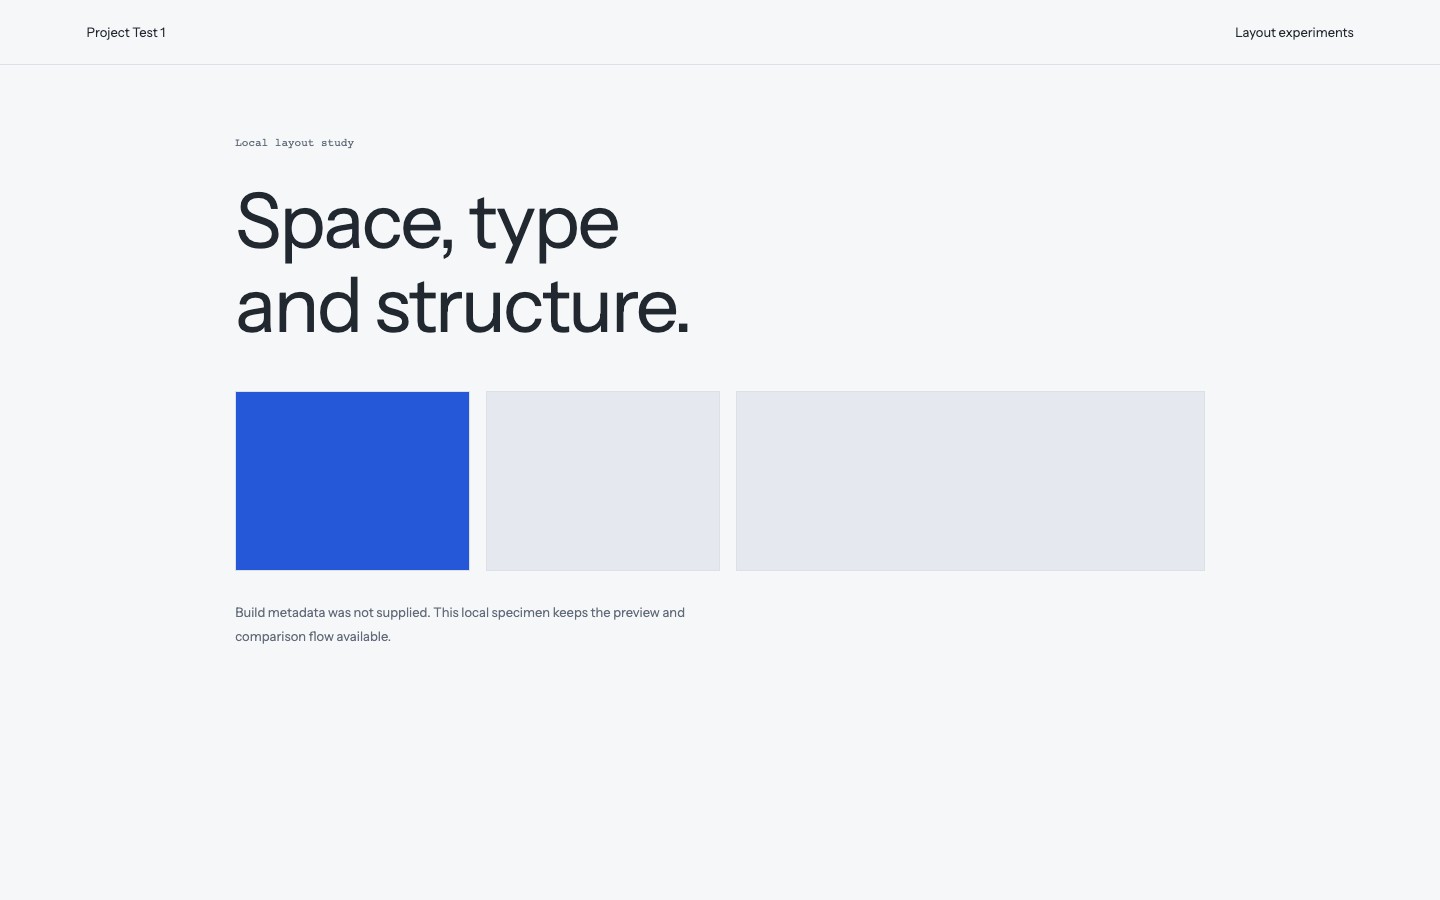 Project Test 1
Layout experiments
Local layout study
Space, type
and structure.
Build metadata was not supplied. This local specimen keeps the preview and
comparison flow available.